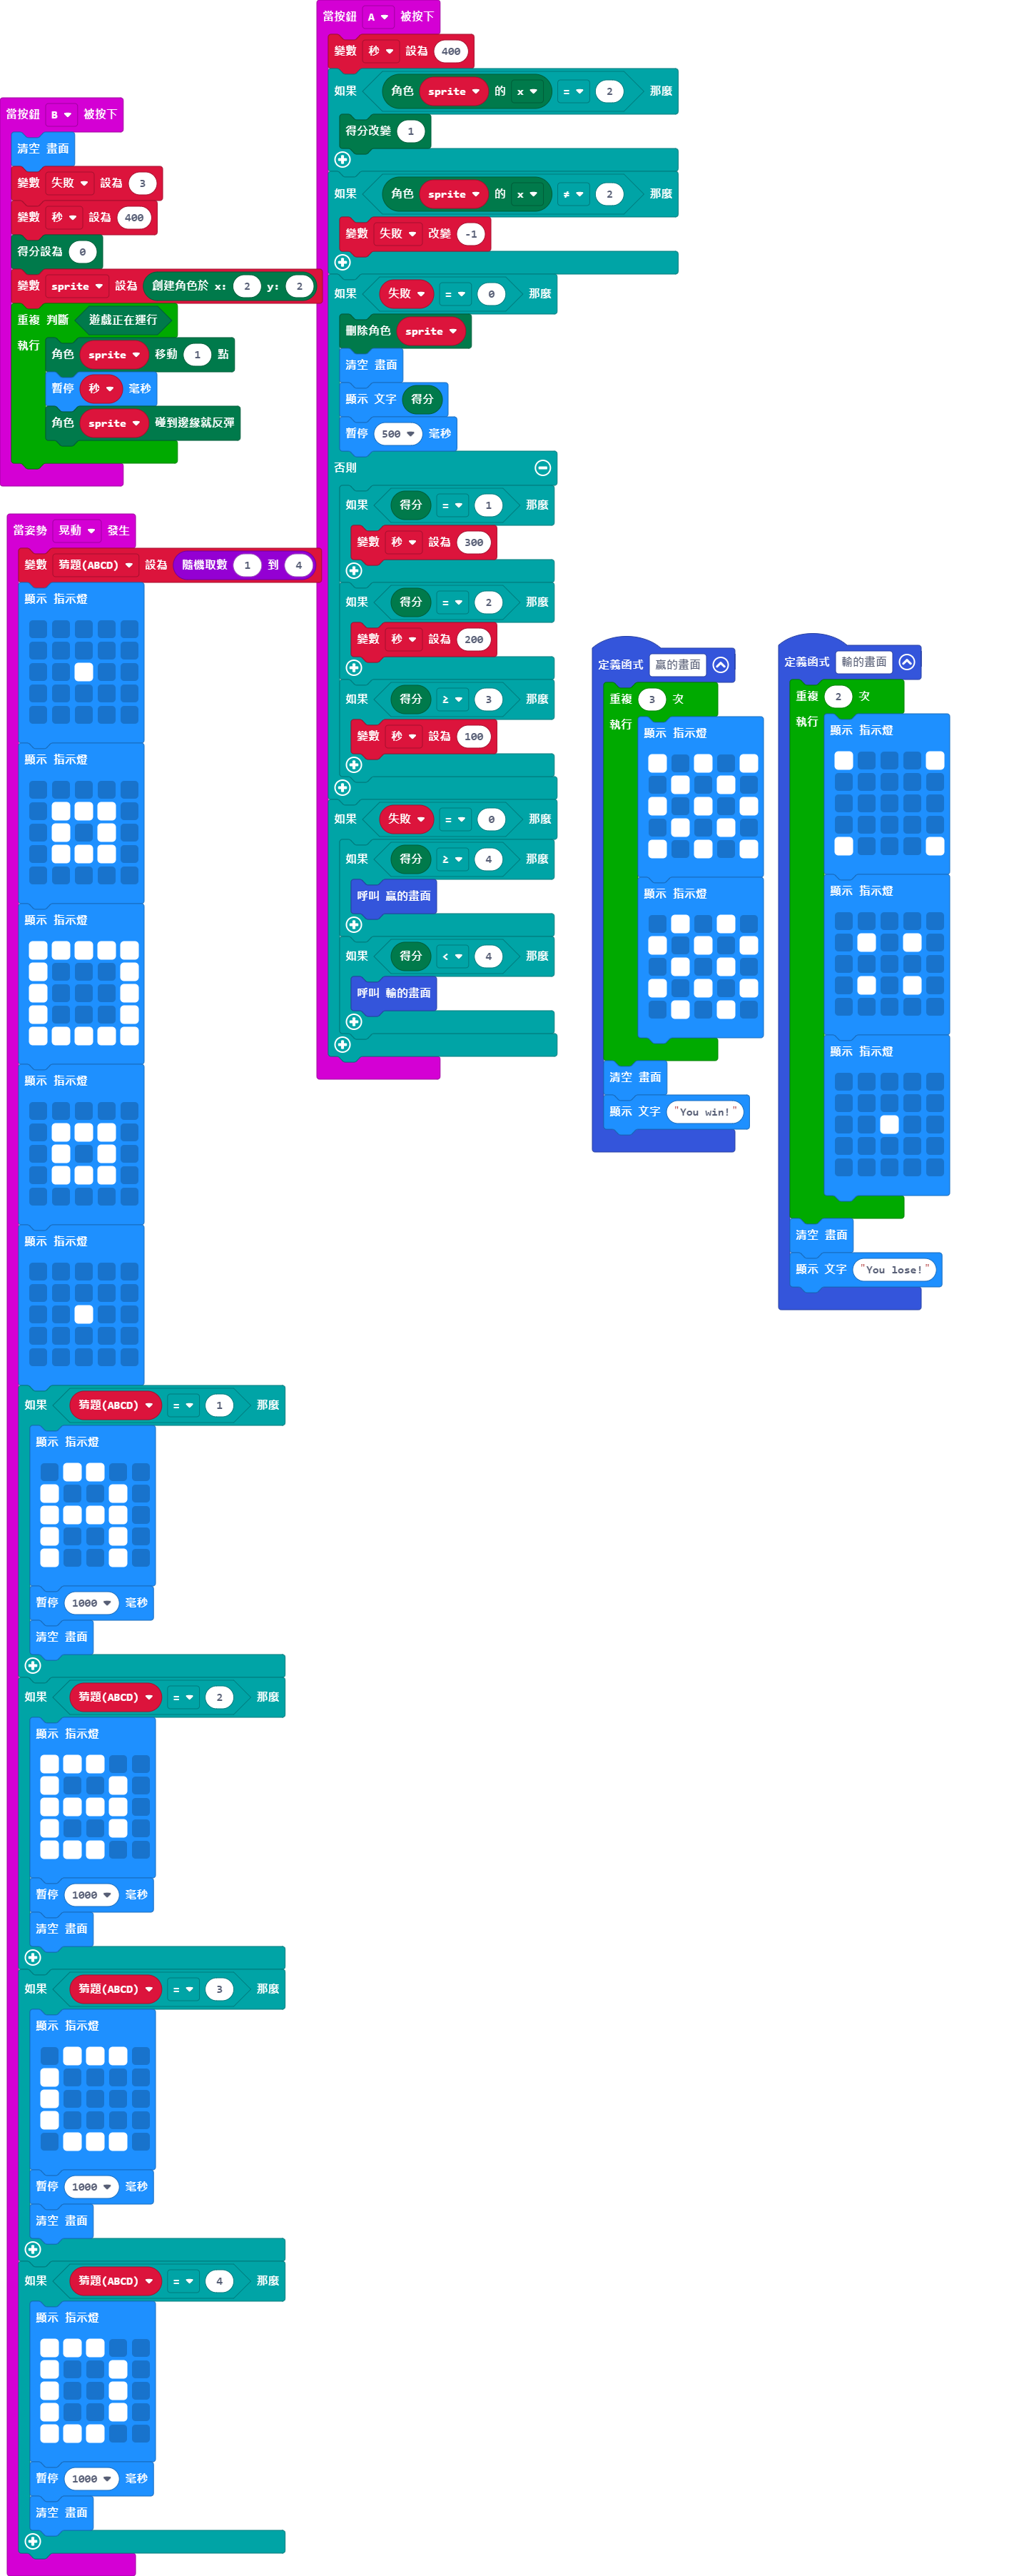 當按鈕 B 被按下
清空 畫面
變數 失敗 設為 3
變數 秒 設為 400
得分設為 0
變數 sprite 設為 創建角色於 x: 2 y: 2
重複 判斷 遊戲正在運行
執行
角色 sprite 移動 1 點
暫停 秒 毫秒
角色 sprite 碰到邊緣就反彈
當姿勢 晃動 發生
變數 猜題(ABCD) 設為 隨機取數 1 到 4
顯示 指示燈
顯示 指示燈
顯示 指示燈
顯示 指示燈
顯示 指示燈
如果 猜題(ABCD) = 1 那麼
顯示 指示燈
暫停 1000 毫秒
清空 畫面
如果 猜題(ABCD) = 2 那麼
顯示 指示燈
暫停 1000 毫秒
清空 畫面
如果 猜題(ABCD) = 3 那麼
顯示 指示燈
暫停 1000 毫秒
清空 畫面
如果 猜題(ABCD) = 4 那麼
顯示 指示燈
暫停 1000 毫秒
清空 畫面
當按鈕 A 被按下
變數 秒 設為 400
如果 角色 sprite 的 x = 2 那麼
得分改變 1
如果 角色 sprite 的 x ≠ 2 那麼
變數 失敗 改變 -1
如果 失敗 = 0 那麼
刪除角色 sprite
清空 畫面
顯示 文字 得分
暫停 500 毫秒
否則
如果 得分 = 1 那麼
變數 秒 設為 300
如果 得分 = 2 那麼
變數 秒 設為 200
如果 得分 ≥ 3 那麼
變數 秒 設為 100
如果 失敗 = 0 那麼
如果 得分 ≥ 4 那麼
呼叫 贏的畫面
如果 得分 < 4 那麼
呼叫 輸的畫面
定義函式 贏的畫面
重複 3 次
執行
顯示 指示燈
顯示 指示燈
清空 畫面
顯示 文字 "You win!"
定義函式 輸的畫面
重複 2 次
執行
顯示 指示燈
顯示 指示燈
顯示 指示燈
清空 畫面
顯示 文字 "You lose!"